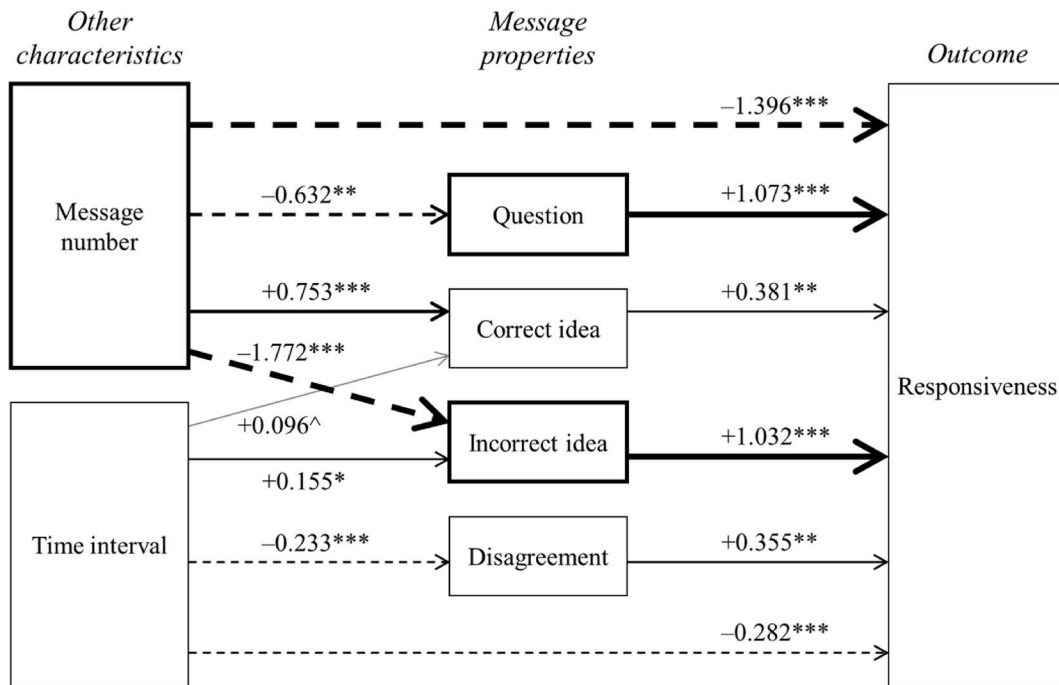 Other
characteristics
Message
properties
Outcome
–1.396***
Message
number
–0.632**
Question
+1.073***
+0.753***
Correct idea
+0.381**
–1.772***
+0.096^
Incorrect idea
+1.032***
+0.155*
Responsiveness
Time interval
–0.233***
Disagreement
+0.355**
–0.282***